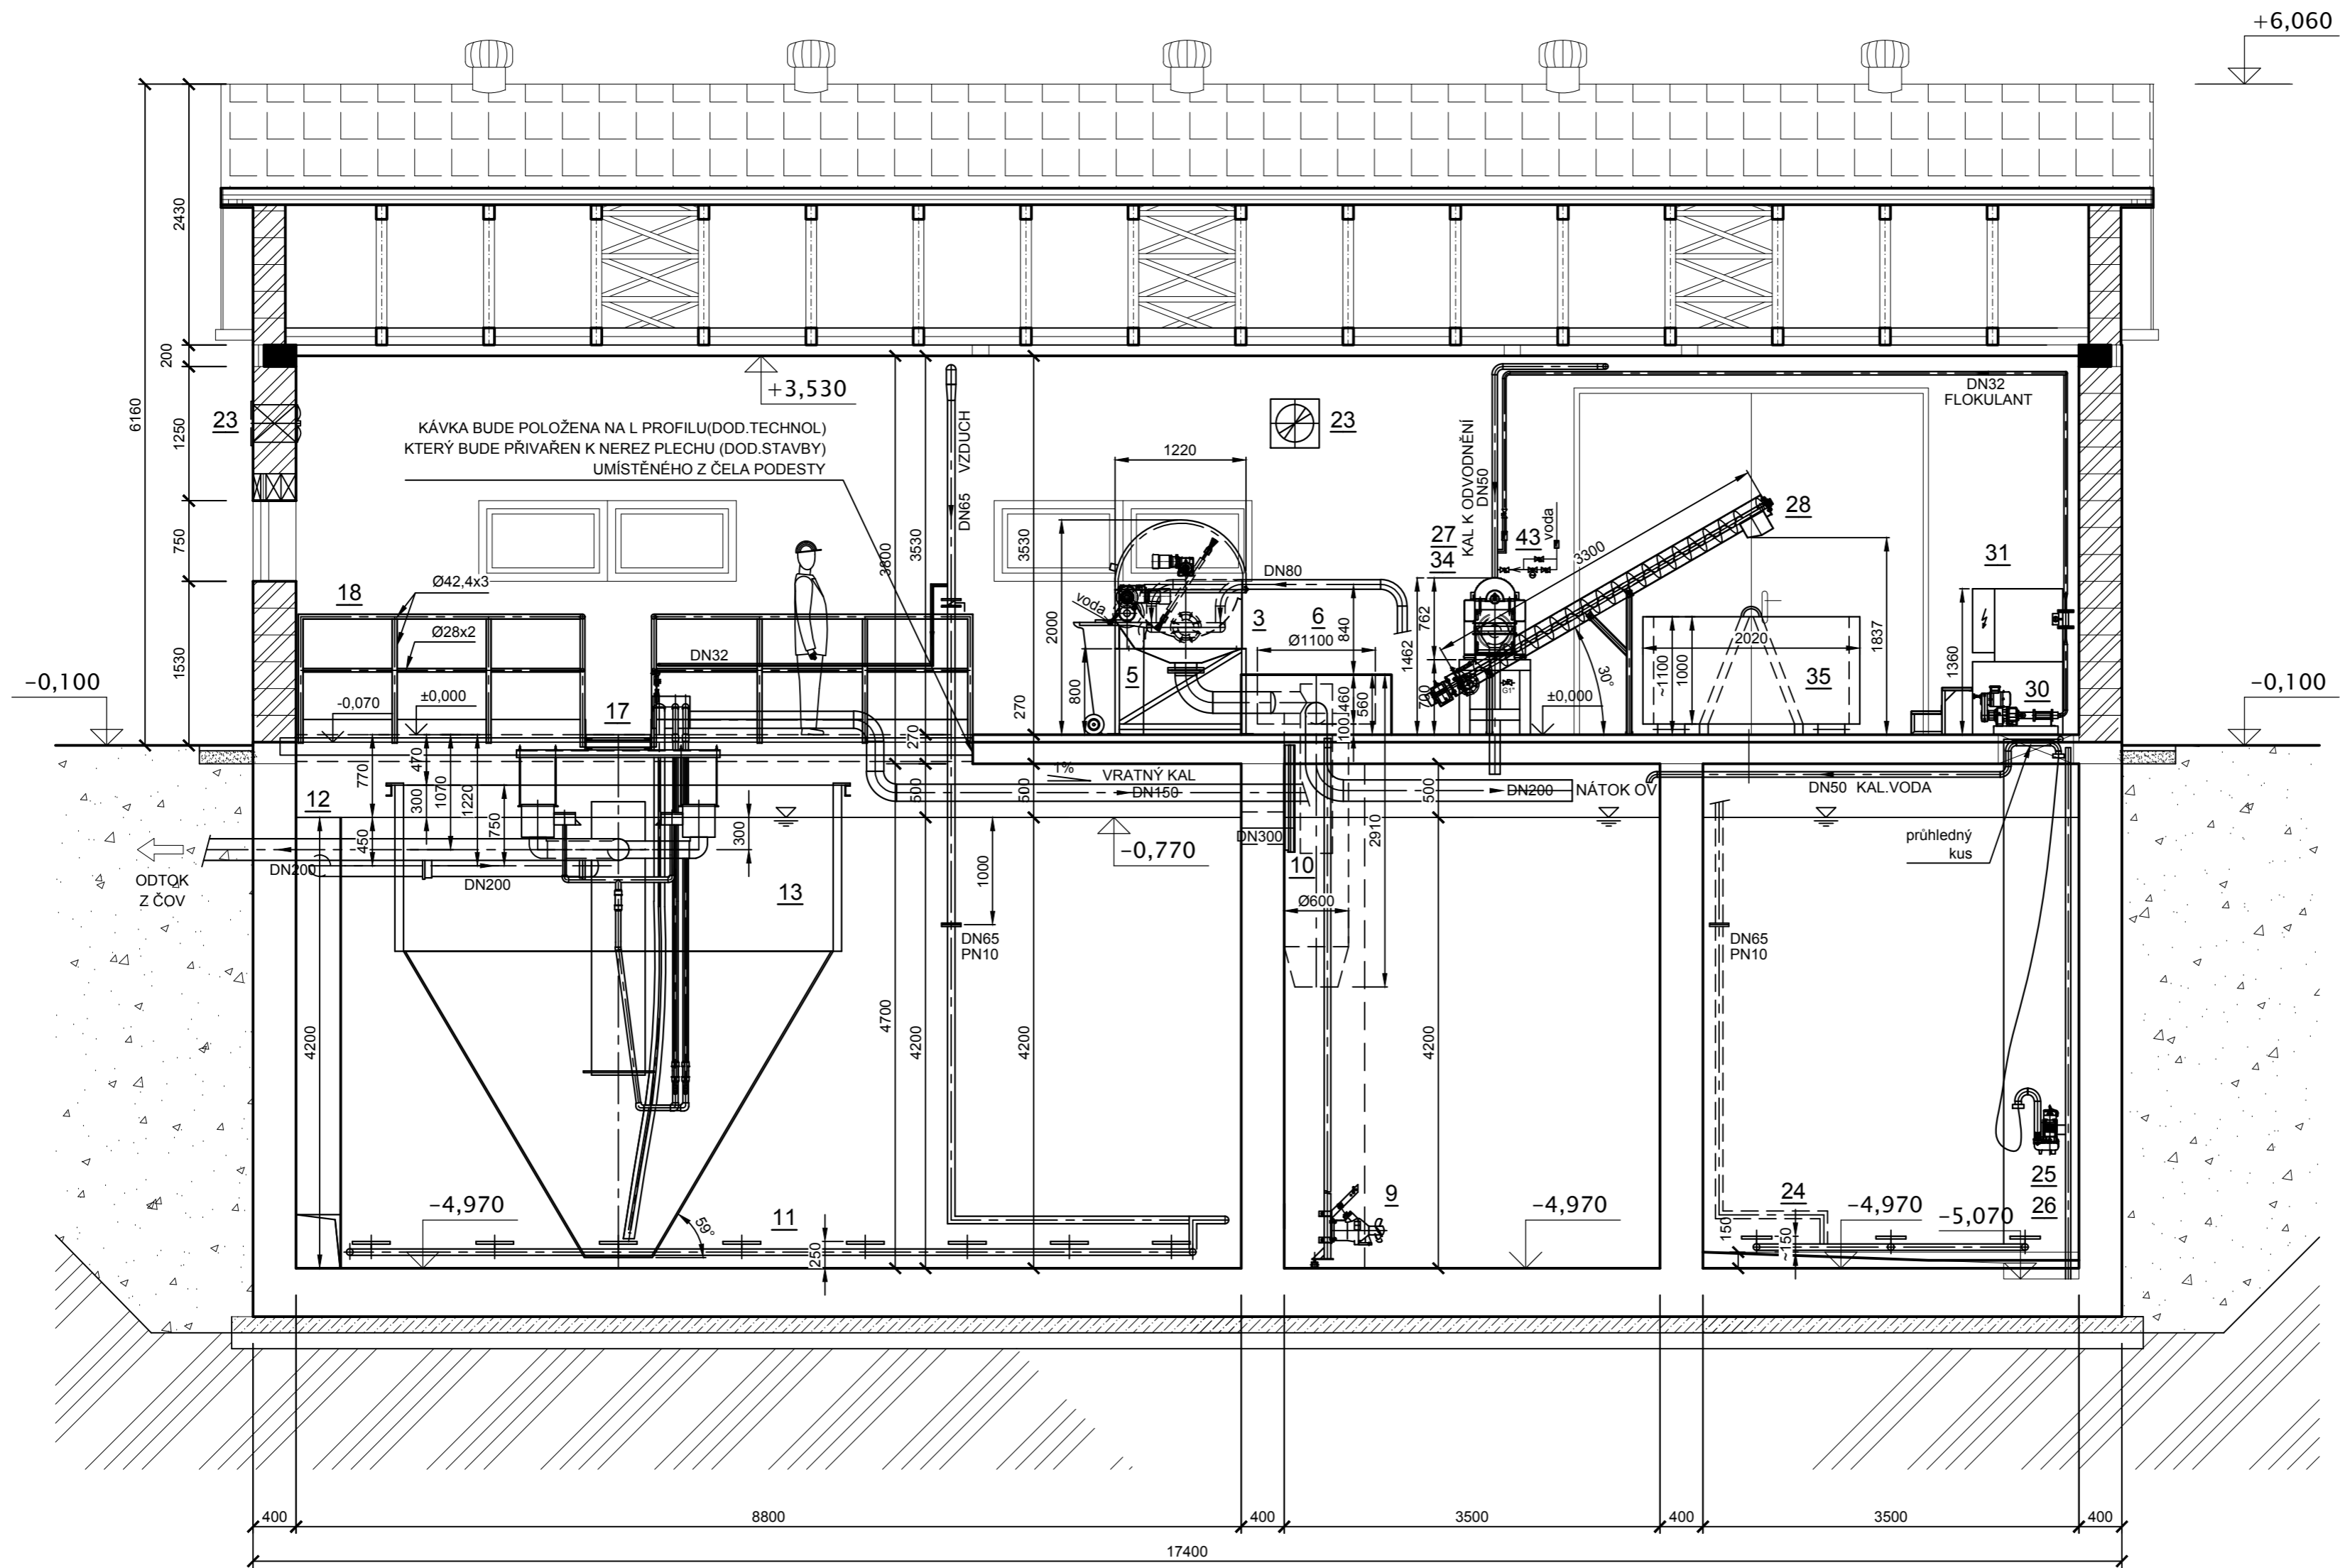 +6,060
2430
6160
200
1250
750
1530
23
+3,530
KÁVKA BUDE POLOŽENA NA L PROFILU(DOD.TECHNOL)
KTERÝ BUDE PŘIVAŘEN K NEREZ PLECHU (DOD.STAVBY)
UMÍSTĚNÉHO Z ČELA PODESTY
3800
3530
VZDUCH
DN65
3530
23
1220
KAL K ODVODNĚNÍ
DN50
DN32
FLOKULANT
27
34
43
voda
28
3300
31
18
Ø42,4x3
Ø28x2
DN32
2000
voda
800
DN80
3
6
5
Ø1100
840
460
100
560
1462
762
700
G1"
30°
±0,000
~1100
1000
2020
1837
35
1360
30
-0,100
-0,070
±0,000
17
270
270
-0,100
12
770
470
300
450
1070
1220
750
300
1%
VRATNÝ KAL
DN150
500
500
500
DN200
NÁTOK OV
DN50 KAL.VODA
průhledný
kus
DN300
10
2910
-0,770
1000
ODTOK
Z ČOV
DN200
DN200
13
Ø600
DN65
PN10
DN65
PN10
4200
4700
4200
4200
4200
-4,970
59°
11
250
9
-4,970
24
150
~150
-4,970
-5,070
25
26
400
8800
400
3500
400
3500
400
17400